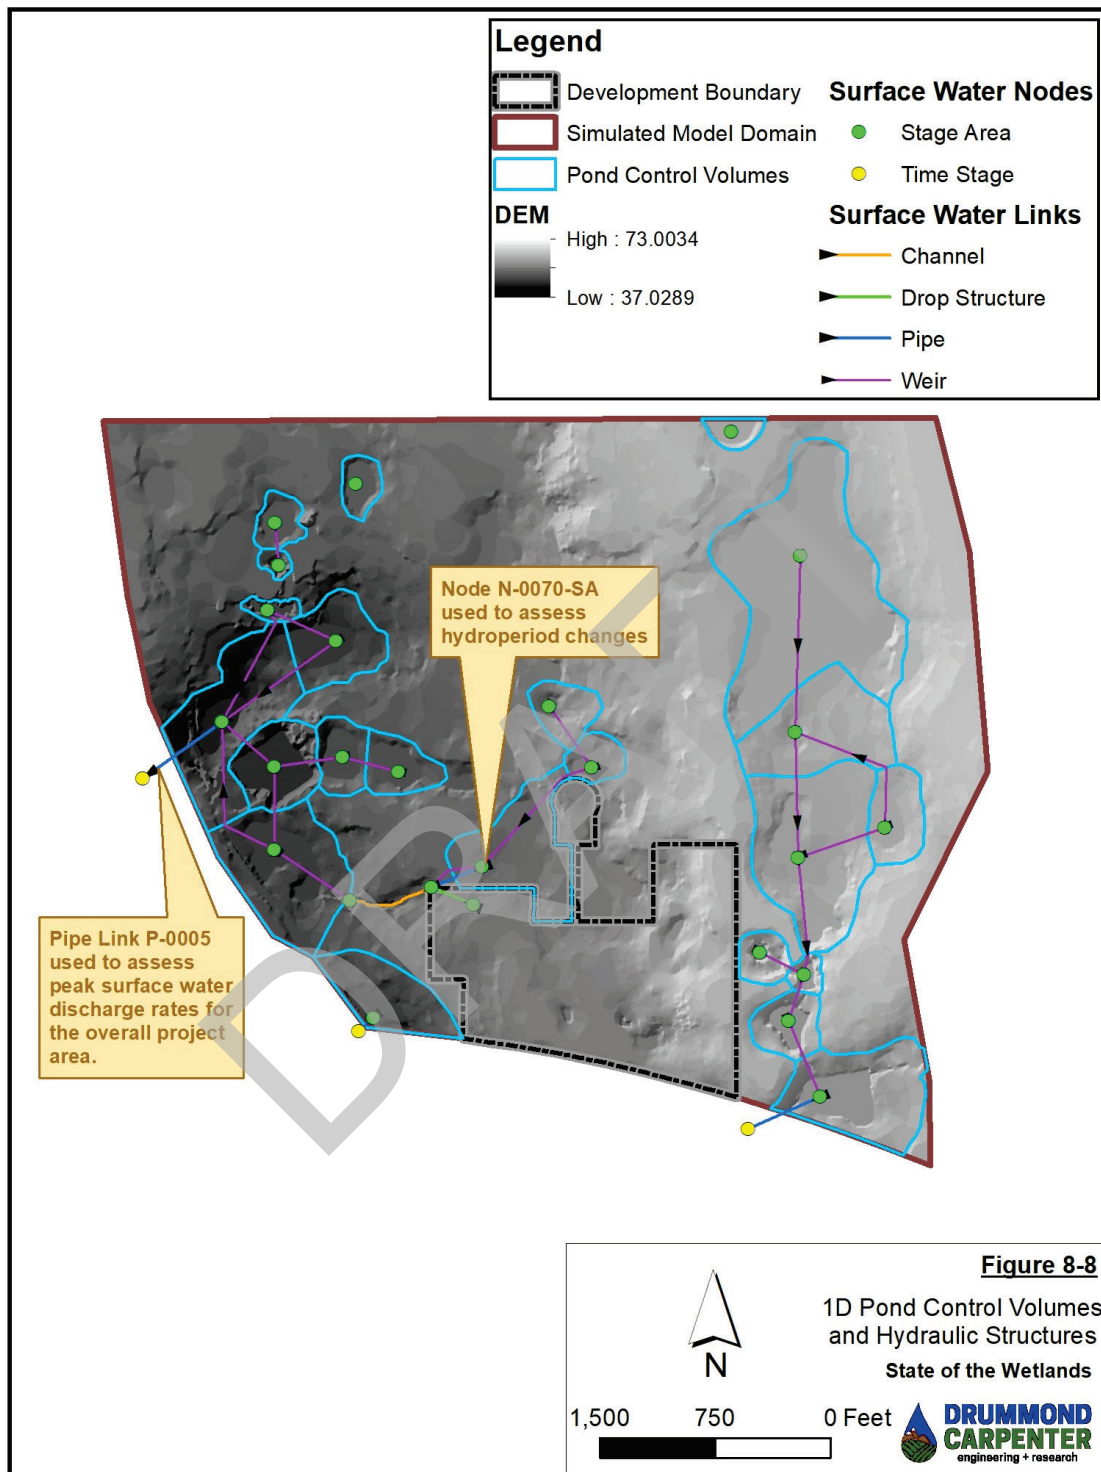 Legend
Development Boundary
Simulated Model Domain
Pond Control Volumes
DEM
High : 73.0034
Low : 37.0289
Surface Water Nodes
Stage Area
Time Stage
Surface Water Links
Channel
Drop Structure
Pipe
Weir
Node N-0070-SA
used to assess
hydroperiod changes
Pipe Link P-0005
used to assess
peak surface water
discharge rates for
the overall project
area.
DRAFT
Figure 8-8
1D Pond Control Volumes
and Hydraulic Structures
State of the Wetlands
N
1,500 750 0 Feet
DRUMMOND
CARPENTER
engineering + research